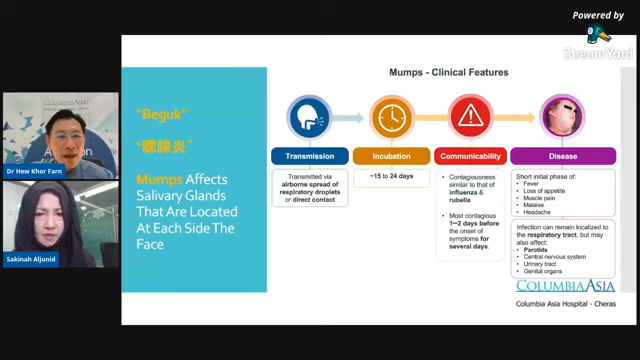 Powered by
StreamYard
Mumps - Clinical Features
"Beguk"
"腮腺炎"
Mumps Affects
Salivary Glands
That Are Located
At Each Side The
Face
Transmission
Transmitted via
airborne spread of
respiratory droplets
or direct contact
Incubation
~15 to 24 days
Communicability
• Contagiousness
similar to that of
influenza &
rubella
• Most contagious
1–2 days before
the onset of
symptoms for
several days.
Disease
Short initial phase of:
• Fever
• Loss of appetite
• Muscle pain
• Malaise
• Headache
Infection can remain localized to
the respiratory tract, but may
also affect:
• Parotids
• Central nervous system
• Urinary tract
• Genital organs
COLUMBIA ASIA
Columbia Asia Hospital - Cheras
COLUMBIA ASIA
Dr Hew Khor Farn
Sakinah Aljunid